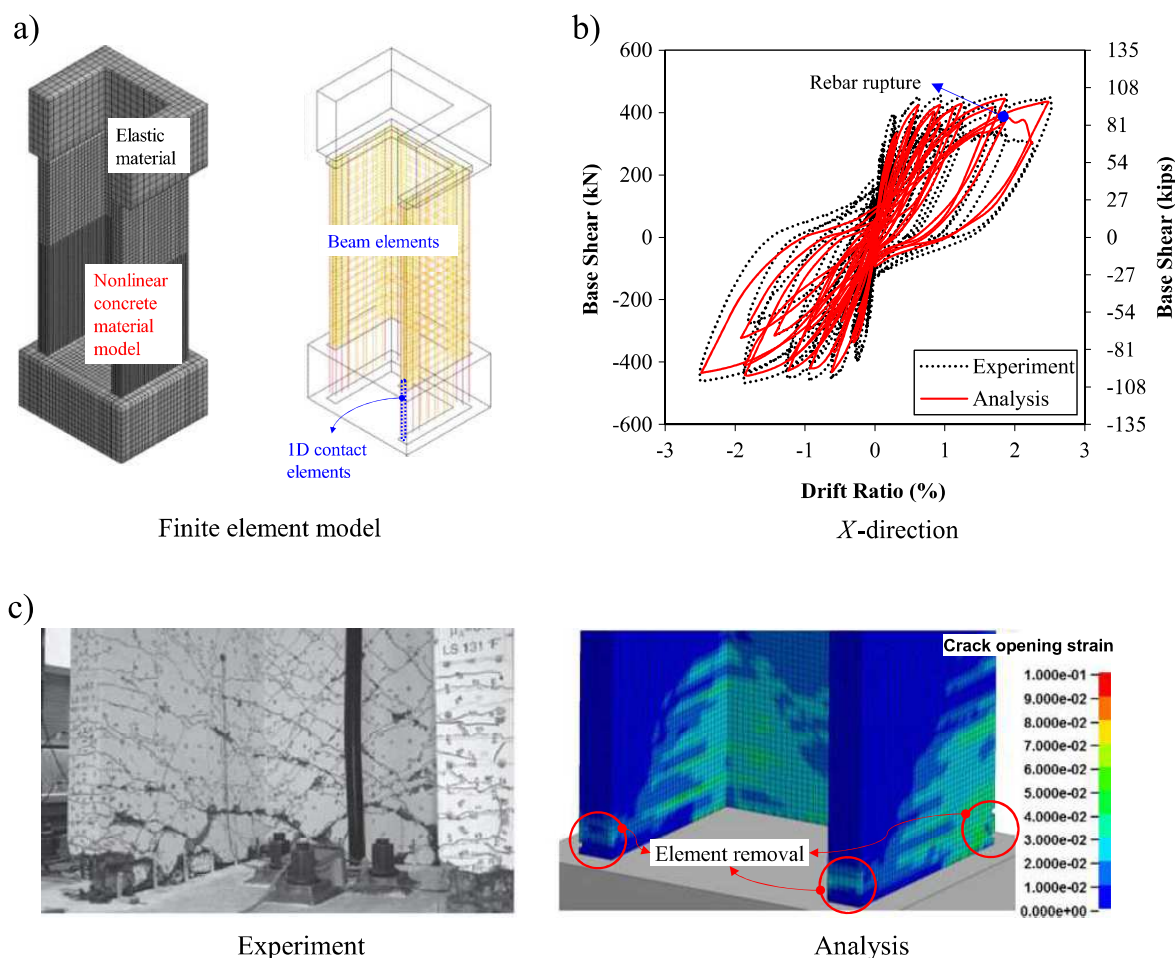 a)
Elastic
material
Nonlinear
concrete
material
model
Beam elements
1D contact
elements
Finite element model
b)
600
400
200
0
-200
-400
-600
-3
-2
-1
0
1
2
3
135
108
81
54
27
0
-27
-54
-81
-108
-135
Base Shear (kN)
Base Shear (kips)
Rebar rupture
Experiment
Analysis
Drift Ratio (%)
X-direction
c)
LS 131 F
Experiment
Crack opening strain
1.000e-01
9.000e-02
8.000e-02
7.000e-02
6.000e-02
5.000e-02
4.000e-02
3.000e-02
2.000e-02
1.000e-02
0.000e+00
Element removal
Analysis